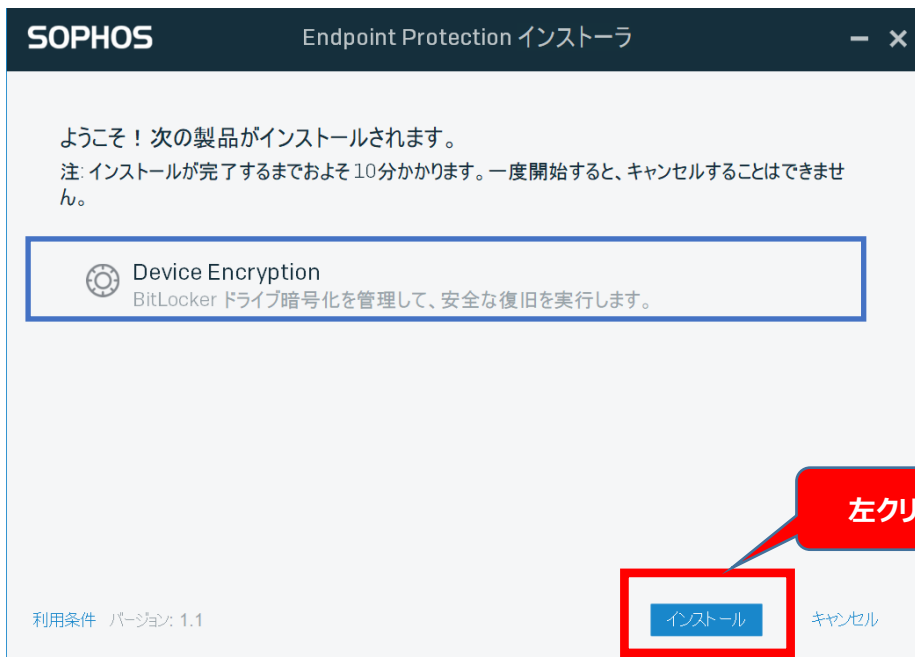 SOPHOS Endpoint Protection インストーラ
ようこそ！次の製品がインストールされます。
注: インストールが完了するまでおよそ10分かかります。一度開始すると、キャンセルすることはできませ
ん。
Device Encryption
BitLocker ドライブ暗号化を管理して、安全な復旧を実行します。
左クリ
利用条件 バージョン: 1.1 インストール キャンセル